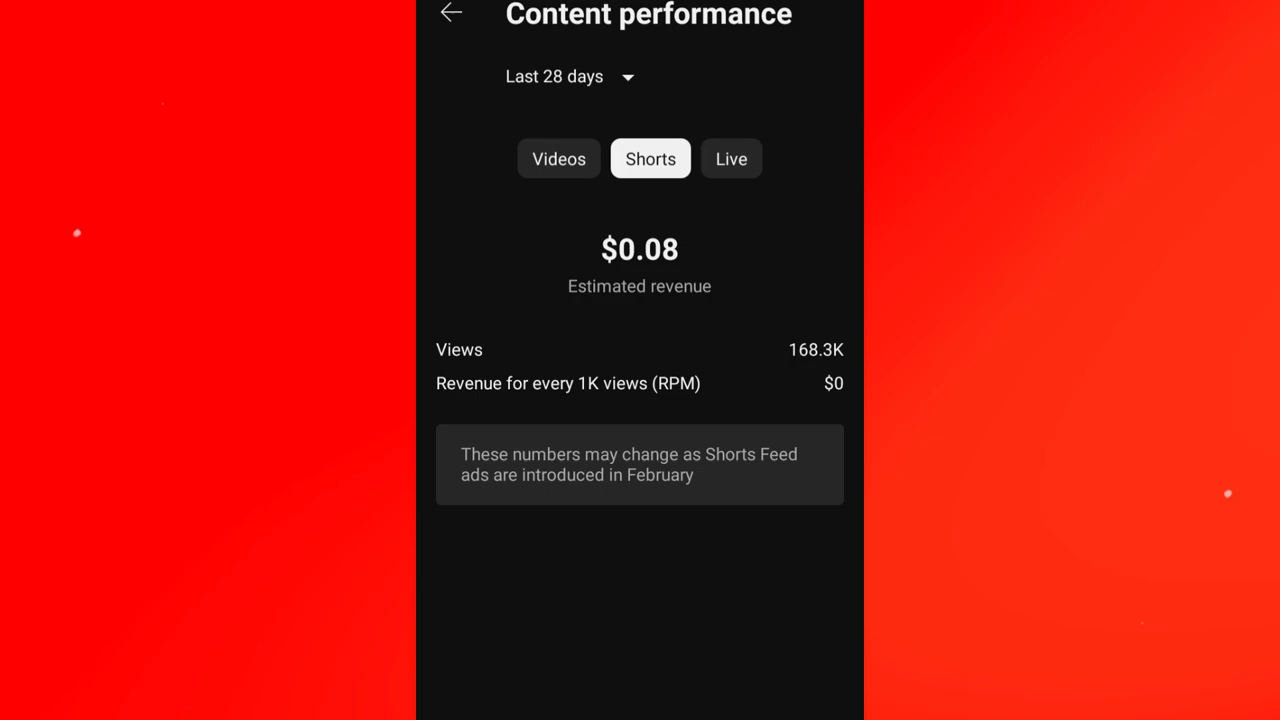 Content performance
Last 28 days
Videos Shorts Live
$0.08
Estimated revenue
Views 168.3K
Revenue for every 1K views (RPM) $0
These numbers may change as Shorts Feed
ads are introduced in February